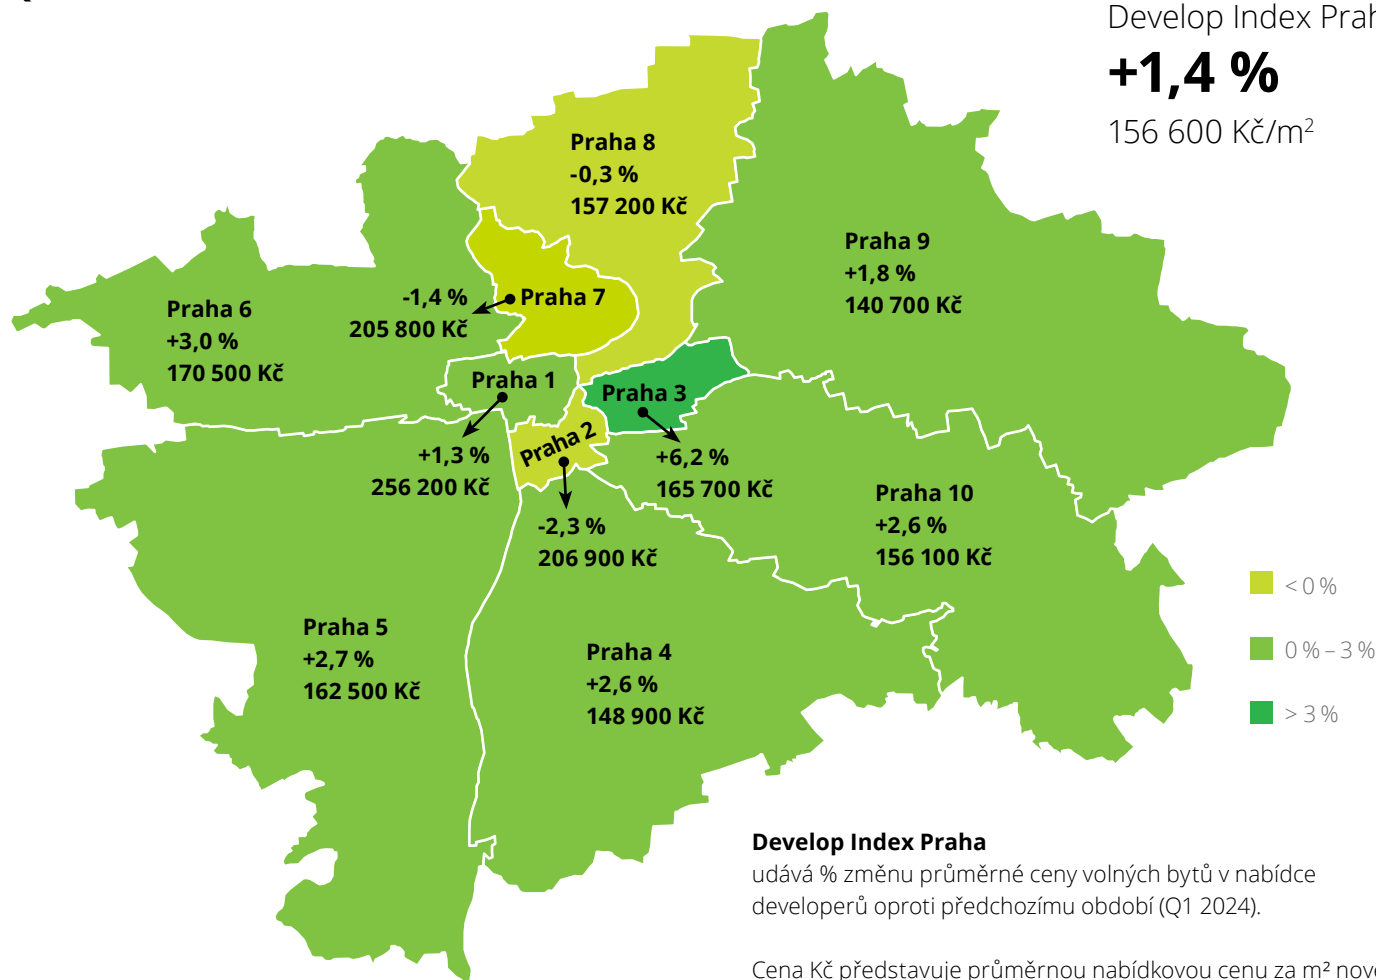 Develop Index Prah
+1,4 %
156 600 Kč/m²
Praha 8
-0,3 %
157 200 Kč
Praha 9
+1,8 %
140 700 Kč
Praha 6
+3,0 %
170 500 Kč
-1,4 %
205 800 Kč
Praha 7
Praha 1
+1,3 %
256 200 Kč
Praha 3
+6,2 %
165 700 Kč
Praha 2
-2,3 %
206 900 Kč
Praha 10
+2,6 %
156 100 Kč
Praha 5
+2,7 %
162 500 Kč
Praha 4
+2,6 %
148 900 Kč
< 0 %
0 % – 3 %
> 3 %
Develop Index Praha
udává % změnu průměrné ceny volných bytů v nabídce
developerů oproti předchozímu období (Q1 2024).
Cena Kč představuje průměrnou nabídkovou cenu za m² nové